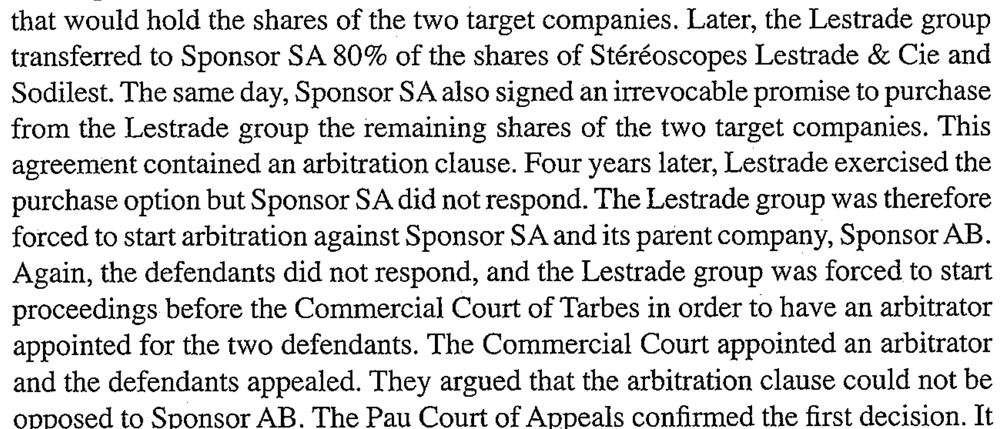 that would hold the shares of the two target companies. Later, the Lestrade group
transferred to Sponsor SA 80% of the shares of Stéréoscopes Lestrade & Cie and
Sodilest. The same day, Sponsor SA also signed an irrevocable promise to purchase
from the Lestrade group the remaining shares of the two target companies. This
agreement contained an arbitration clause. Four years later, Lestrade exercised the
purchase option but Sponsor SA did not respond. The Lestrade group was therefore
forced to start arbitration against Sponsor SA and its parent company, Sponsor AB.
Again, the defendants did not respond, and the Lestrade group was forced to start
proceedings before the Commercial Court of Tarbes in order to have an arbitrator
appointed for the two defendants. The Commercial Court appointed an arbitrator
and the defendants appealed. They argued that the arbitration clause could not be
opposed to Sponsor AB. The Pau Court of Appeals confirmed the first decision. It